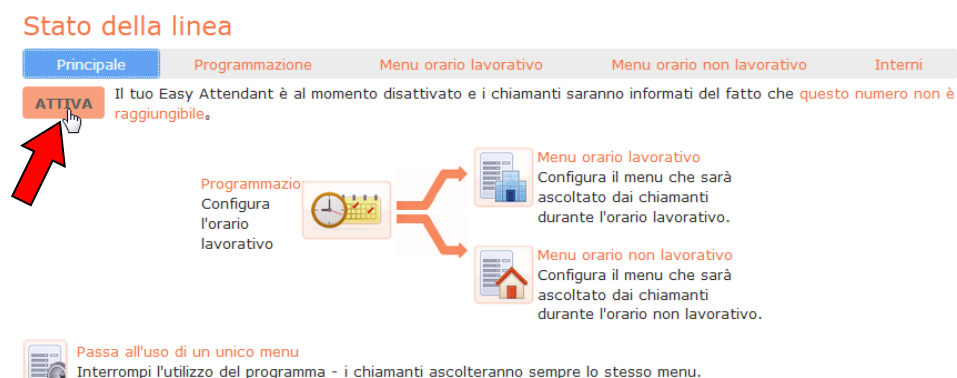 Stato della linea
Principale Programmazione Menu orario lavorativo Menu orario non lavorativo Interni
ATTIVA
Il tuo Easy Attendant è al momento disattivato e i chiamanti saranno informati del fatto che questo numero non è
raggiungibile.
Programmazio
Configura
l'orario
lavorativo
Menu orario lavorativo
Configura il menu che sarà
ascoltato dai chiamanti
durante l'orario lavorativo.
Menu orario non lavorativo
Configura il menu che sarà
ascoltato dai chiamanti
durante l'orario non lavorativo.
Passa all'uso di un unico menu
Interrompi l'utilizzo del programma - i chiamanti ascolteranno sempre lo stesso menu.